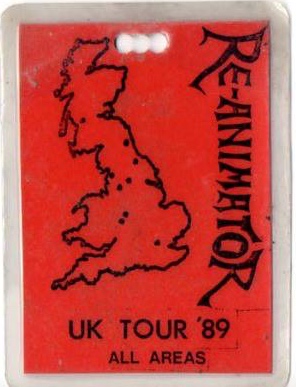 RE-ANIMATOR
UK TOUR '89
ALL AREAS